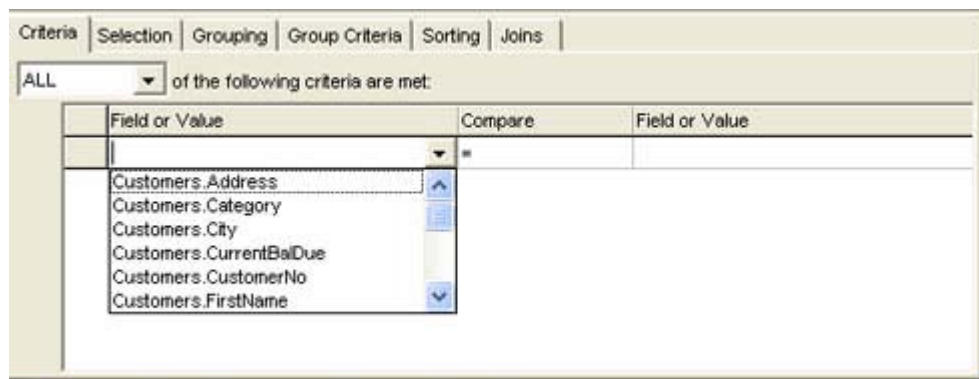 Criteria Selection Grouping Group Criteria Sorting Joins
ALL of the following criteria are met:
Field or Value Compare Field or Value
=
Customers.Address
Customers.Category
Customers.City
Customers.CurrentBalDue
Customers.CustomerNo
Customers.FirstName